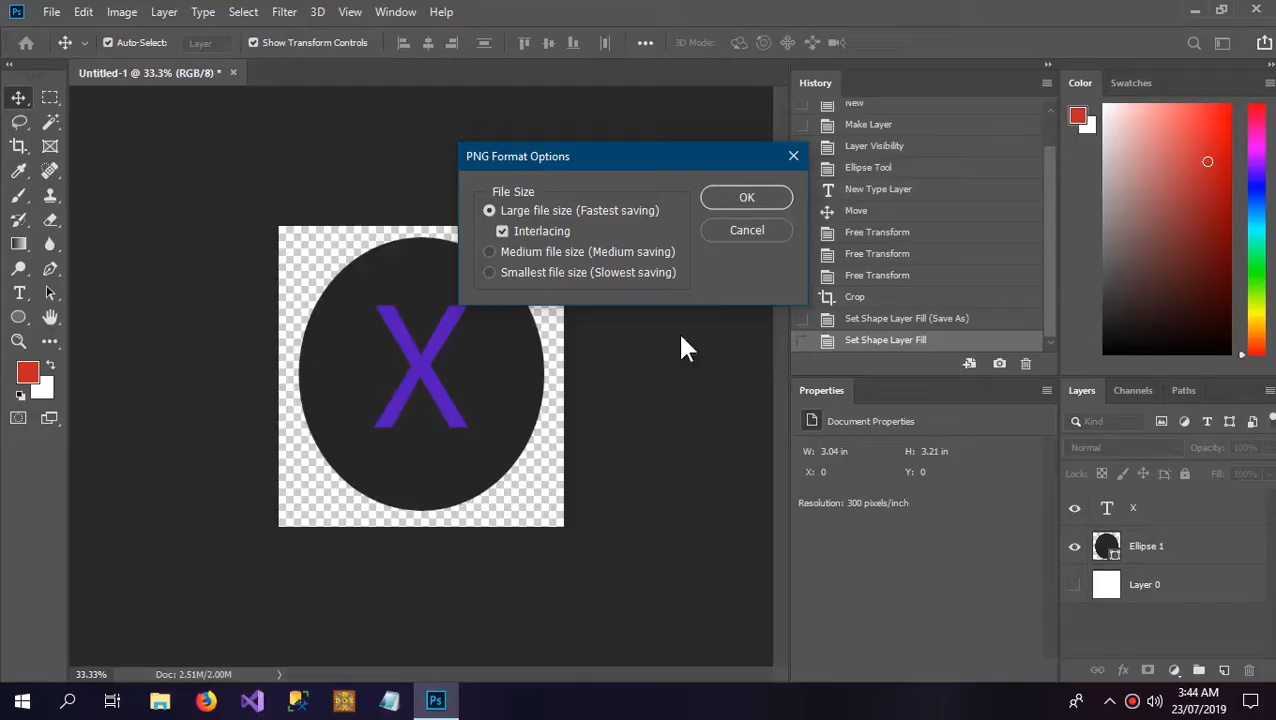 Ps File Edit Image Layer Type Select Filter 3D View Window Help
Auto-Select: Layer Show Transform Controls 3D Mode:
Untitled-1 @ 33.3% (RGB/8) *
PNG Format Options
File Size
Large file size (Fastest saving)
Interlacing
Medium file size (Medium saving)
Smallest file size (Slowest saving)
OK
Cancel
X
History
New
Make Layer
Layer Visibility
Ellipse Tool
New Type Layer
Move
Free Transform
Free Transform
Free Transform
Crop
Set Shape Layer Fill (Save As)
Set Shape Layer Fill
Properties
Document Properties
W: 3.04 in H: 3.21 in
X: 0 Y: 0
Resolution: 300 pixels/inch
Color Swatches
Layers Channels Paths
Kind
Normal Opacity: 100%
Lock: Fill: 100%
X
Ellipse 1
Layer 0
33.33% Doc: 2.51M/2.00M
DOS
Ps
3:44 AM
23/07/2019